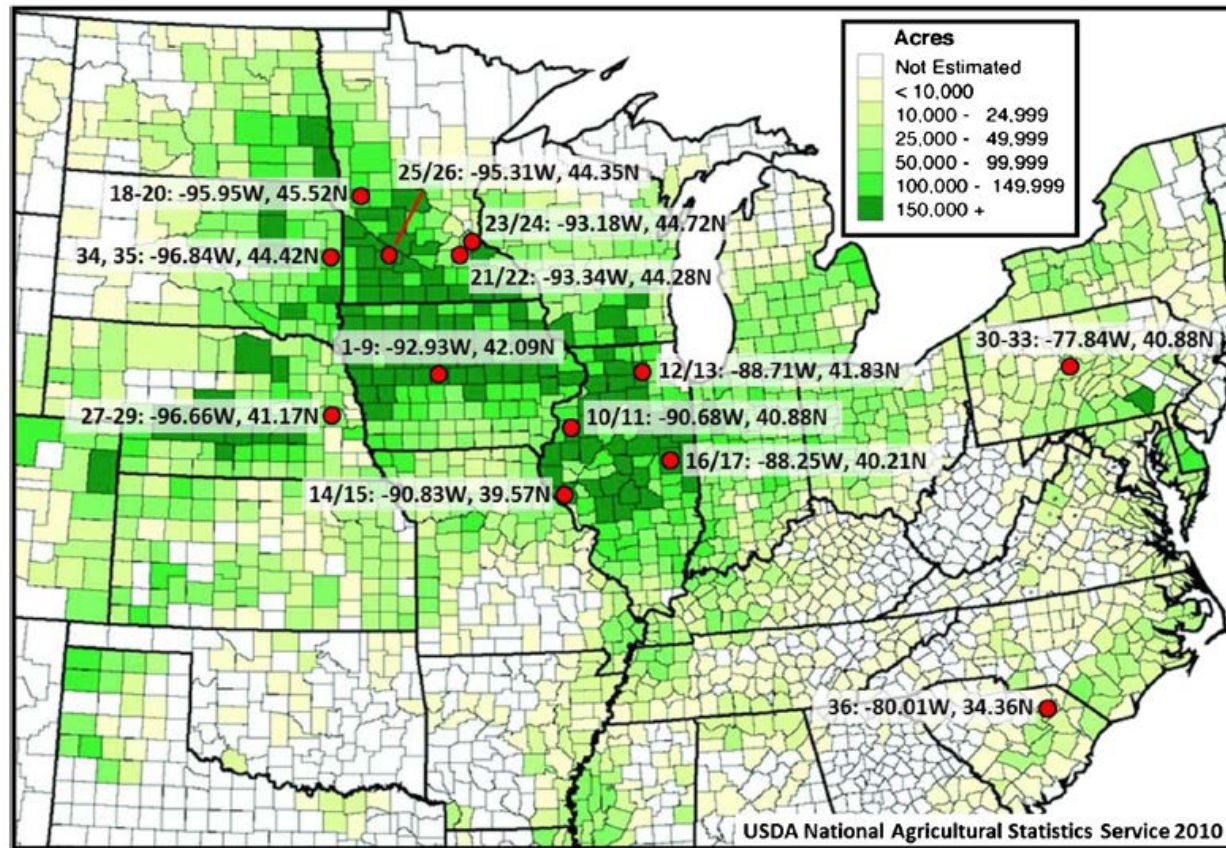 Acres
Not Estimated
< 10,000
10,000 - 24.999
25,000 - 49,999
50,000 - 99,999
100.000 - 149.999
150.000 +
25/26: -95.31W, 44.35N
18-20: -95.95W, 45.52N
23/24: -93.18W, 44.72N
34, 35: -96.84W, 44.42N
21/22: -93.34W, 44.28N
1-9: -92.93W, 42.09N
30-33: -77.84W, 40.88N
12/13: -88.71W, 41.83N
27-29: -96.66W, 41.17N
10/11: -90.68W, 40.88N
16/17: -88.25W, 40.21N
14/15: -90.83W, 39.57N
36: -80.01W, 34.36N
USDA National Agricultural Statistics Service 2010